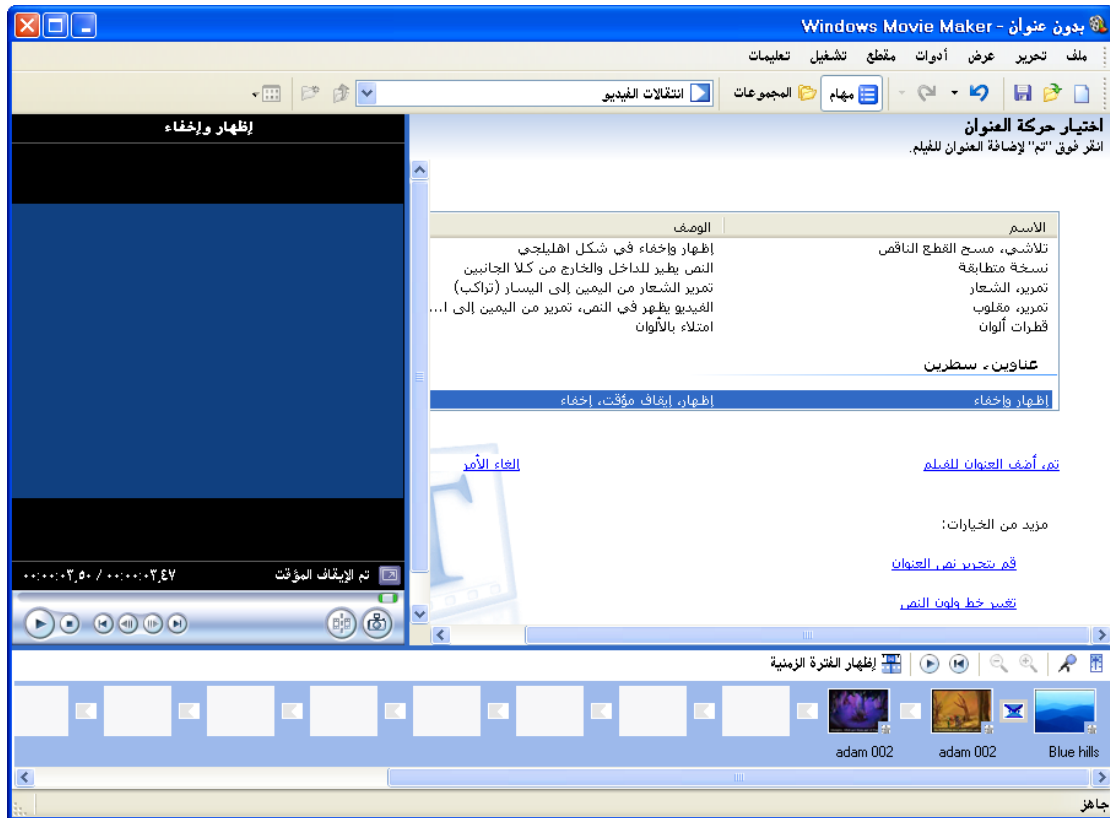 بدون عنوان - Windows Movie Maker
ملف تحرير عرض أدوات مقطع تشغيل تعليمات
مهام المجموعات انتقالات الفيديو
اختيار حركة العنوان
انقر فوق "تم" لإضافة العنوان للفيلم.
الاسم الوصف
تلاشي، مسح القطع الناقص إظهار وإخفاء في شكل اهليلجي
نسخة متطابقة النص يطير للداخل والخارج من كلا الجانبين
تمرير، الشعار تمرير الشعار من اليمين إلى اليسار (تراكب)
تمرير، مقلوب الفيديو يظهر في النص، تمرير من اليمين إلى ا...
قطرات ألوان امتلاء بالألوان
عناوين، سطرين
إظهار وإخفاء إظهار، إيقاف مؤقت، إخفاء
تم، أضف العنوان للفيلم إلغاء الأمر
مزيد من الخيارات:
قم بتحرير نص العنوان
تغيير خط ولون النص
إظهار وإخفاء
تم الإيقاف المؤقت ٠٠:٠٠:٠٣,٤٧ / ٠٠:٠٠:٠٣,٥٠
إظهار الفترة الزمنية
Blue hills adam 002 adam 002
جاهز